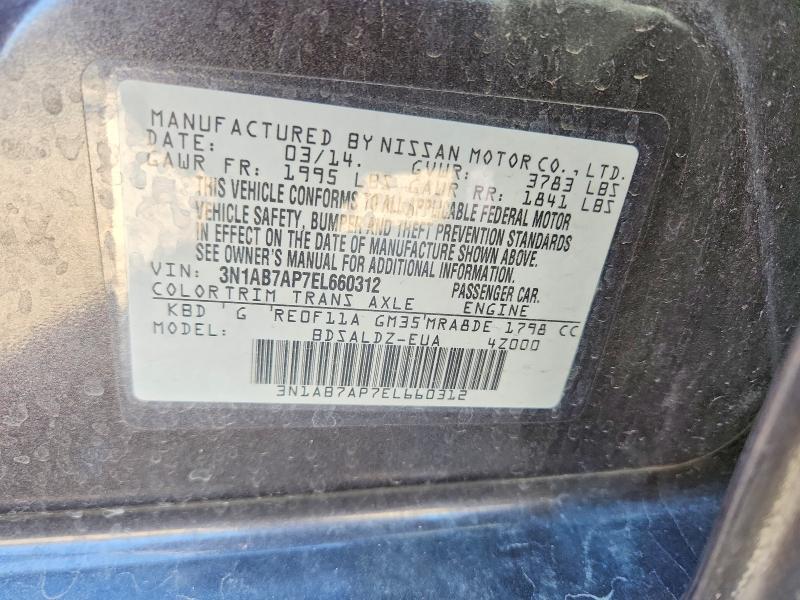 MANUFACTURED BY NISSAN MOTOR CO., LTD.
DATE: 03/14. GVWR: 3783 LBS
GAWR FR: 1995 LBS GAWR RR: 1841 LBS
THIS VEHICLE CONFORMS TO ALL APPLICABLE FEDERAL MOTOR
VEHICLE SAFETY, BUMPER AND THEFT PREVENTION STANDARDS
IN EFFECT ON THE DATE OF MANUFACTURE SHOWN ABOVE.
SEE OWNER'S MANUAL FOR ADDITIONAL INFORMATION.
VIN: 3N1AB7AP7EL660312 PASSENGER CAR.
COLORTRIM TRANS AXLE ENGINE
KBD 'G 'RE0F11A GM35'MRA8DE 1798 CC
MODEL: BDSALDZ-EUA 4Z000
3N1AB7AP7EL660312